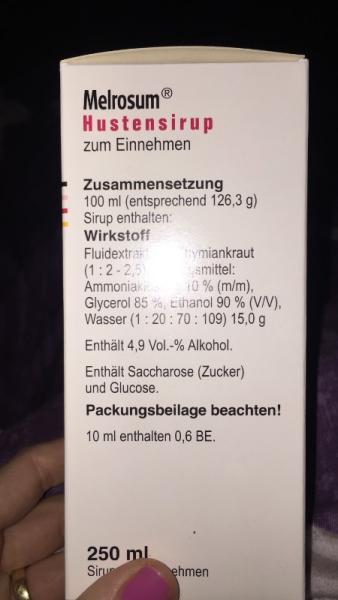 Melrosum®
Hustensirup
zum Einnehmen
Zusammensetzung
100 ml (entsprechend 126,3 g)
Sirup enthalten:
Wirkstoff
(1 : 2 - 2,5)
10 % (m/m),
Glycerol 85 %, Ethanol 90 % (V/V),
Wasser (1 : 20 : 70 : 109) 15,0 g
Enthält 4,9 Vol.-% Alkohol.
Enthält Saccharose (Zucker)
und Glucose.
Packungsbeilage beachten!
10 ml enthalten 0,6 BE.
250 ml